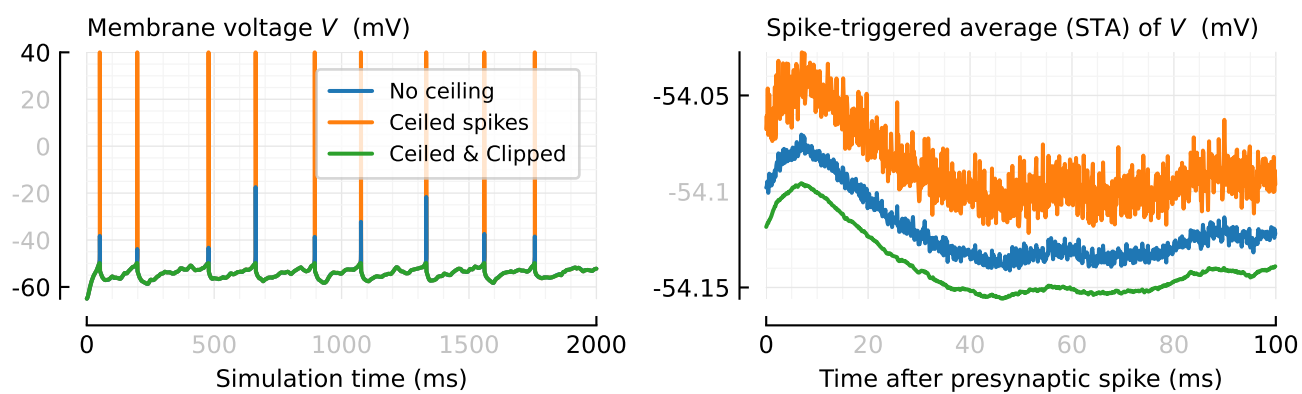 Membrane voltage V (mV)
40
20
0
-20
-40
-60
No ceiling
Ceiled spikes
Ceiled & Clipped
0 500 1000 1500 2000
Simulation time (ms)
Spike-triggered average (STA) of V (mV)
-54.05
-54.1
-54.15
0 20 40 60 80 100
Time after presynaptic spike (ms)